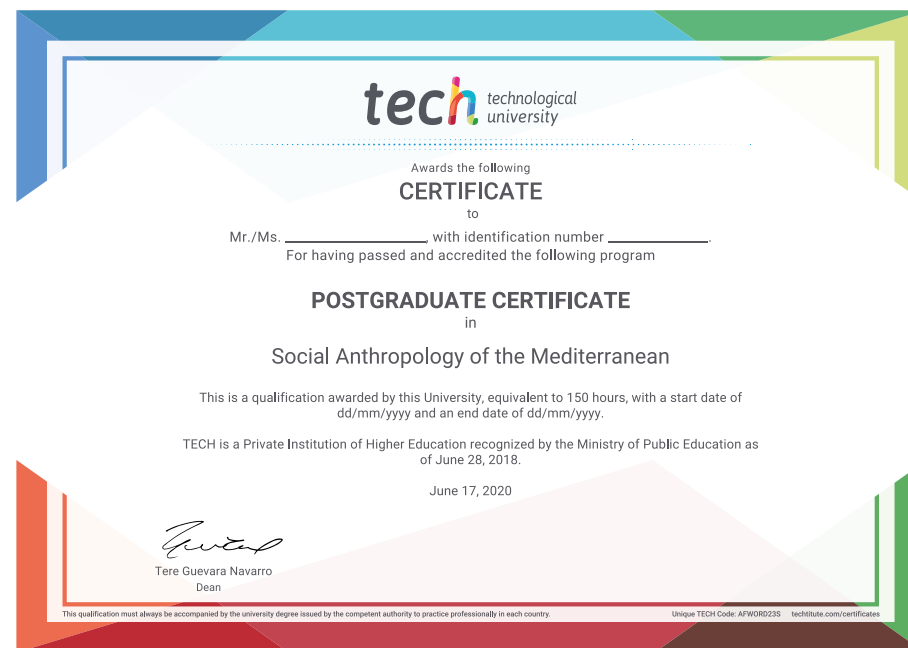 tech technological
university
Awards the following
CERTIFICATE
to
Mr./Ms. ____________________, with identification number ______________.
For having passed and accredited the following program
POSTGRADUATE CERTIFICATE
in
Social Anthropology of the Mediterranean
This is a qualification awarded by this University, equivalent to 150 hours, with a start date of
dd/mm/yyyy and an end date of dd/mm/yyyy.
TECH is a Private Institution of Higher Education recognized by the Ministry of Public Education as
of June 28, 2018.
June 17, 2020
Tere Guevara Navarro
Dean
This qualification must always be accompanied by the university degree issued by the competent authority to practice professionally in each country. Unique TECH Code: AFWORD23S techtitute.com/certificates